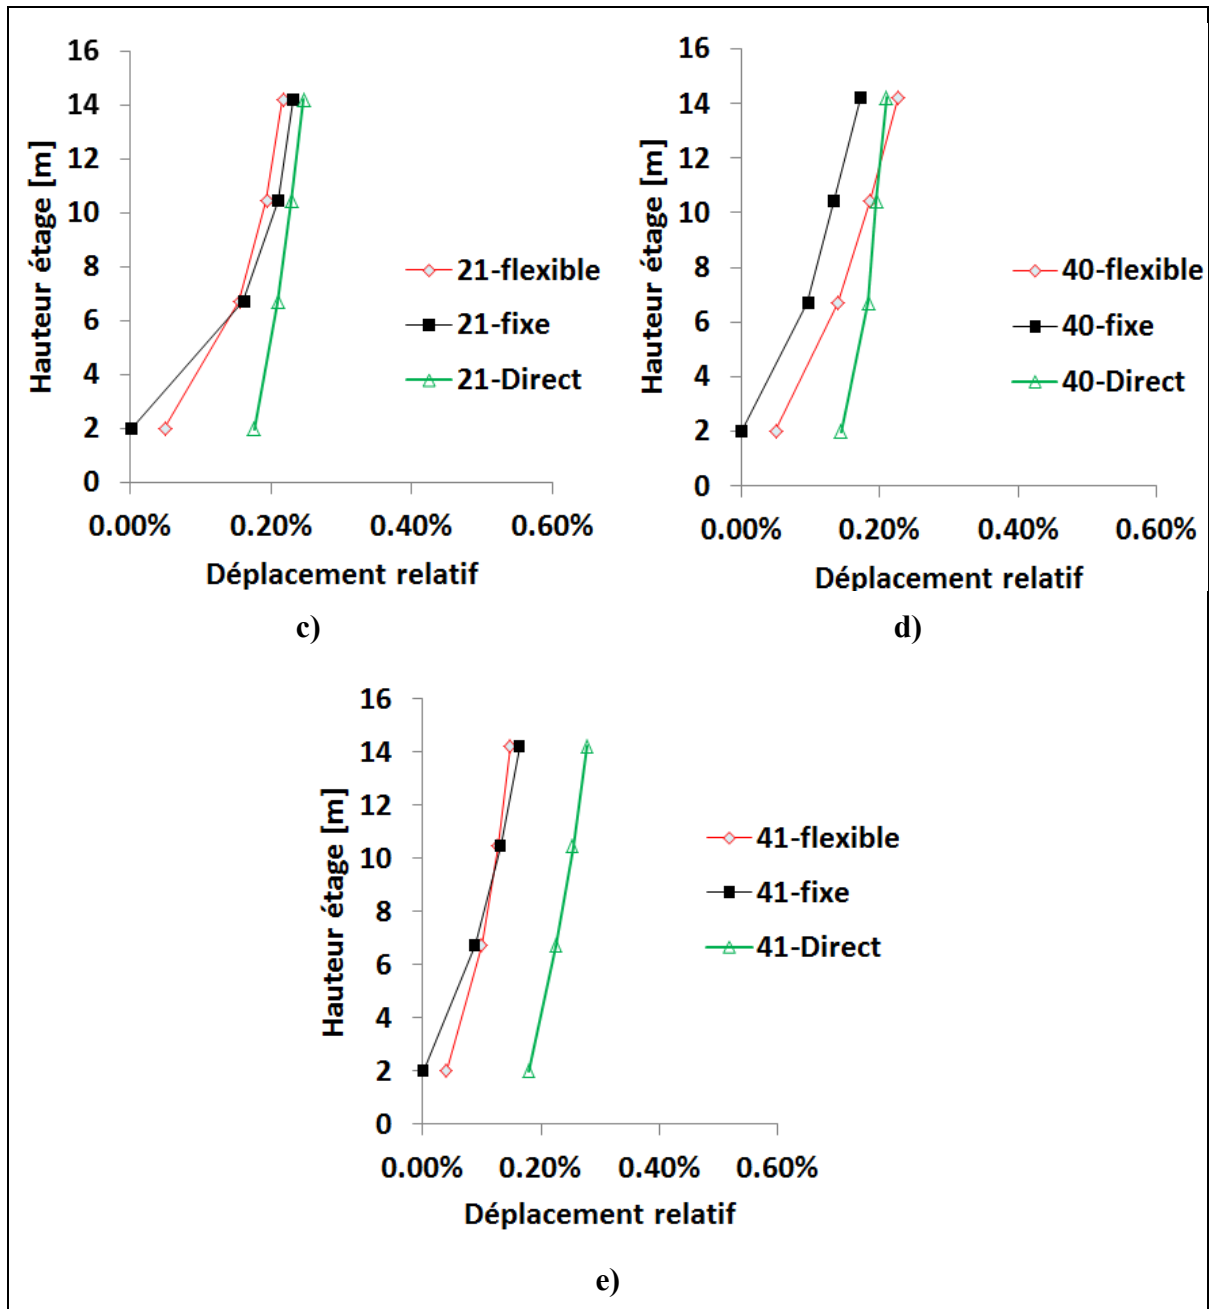 16
14
12
10
8
6
4
2
0
Hauteur étage [m]
0.00% 0.20% 0.40% 0.60%
Déplacement relatif
21-flexible
21-fixe
21-Direct
c)
16
14
12
10
8
6
4
2
0
Hauteur étage [m]
0.00% 0.20% 0.40% 0.60%
Déplacement relatif
40-flexible
40-fixe
40-Direct
d)
16
14
12
10
8
6
4
2
0
Hauteur étage [m]
0.00% 0.20% 0.40% 0.60%
Déplacement relatif
41-flexible
41-fixe
41-Direct
e)